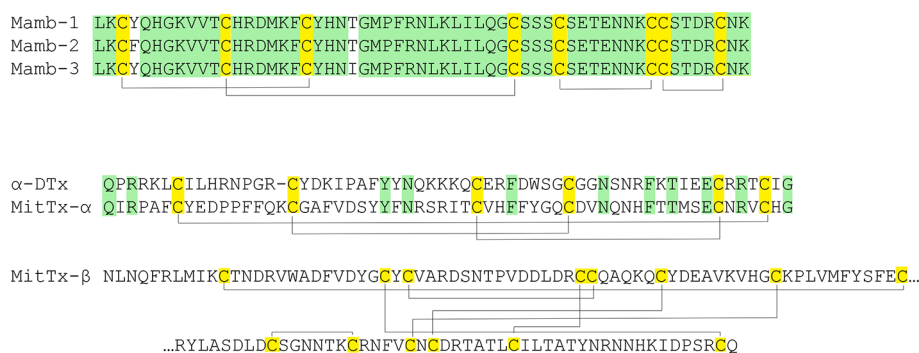 Mamb-1 LKCYQHGKVVTCHRDMKFCYHNTGMPFRNLKLILQGCSSSCSETENNKCCSTDRCNK
Mamb-2 LKCFQHGKVVTCHRDMKFCYHNTGMPFRNLKLILQGCSSSCSETENNKCCSTDRCNK
Mamb-3 LKCYQHGKVVTCHRDMKFCYHNIGMPFRNLKLILQGCSSSCSETENNKCCSTDRCNK
α-DTx QPRRKLCILHRNPGR-CYDKIPAFYYNQKKKQCERFDWSGCGGNSNRFKTIEECRRTCIG
MitTx-α QIRPAFCYEDPPFFQKCGAFVDSYYFNRSRITCVHFFYGQCDVNQNHFTTMSECNRVCHG
MitTx-β NLNQFRLMIKCTNDRVWADFVDYGCYCVARDSNTPVDDLDRCCQAQKQCYDEAVKVHGCKPLVMFYSFEC...
...RYLASDLDCSGNNTKCRNFVCNCDRTATLCILTATYNRNNHKIDPSRCQ